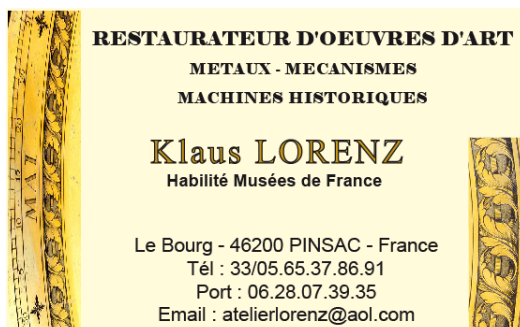 RESTAURATEUR D'OEUVRES D'ART
METAUX - MECANISMES
MACHINES HISTORIQUES
Klaus LORENZ
Habilité Musées de France
Le Bourg - 46200 PINSAC - France
Tél : 33/05.65.37.86.91
Port : 06.28.07.39.35
Email : atelierlorenz@aol.com